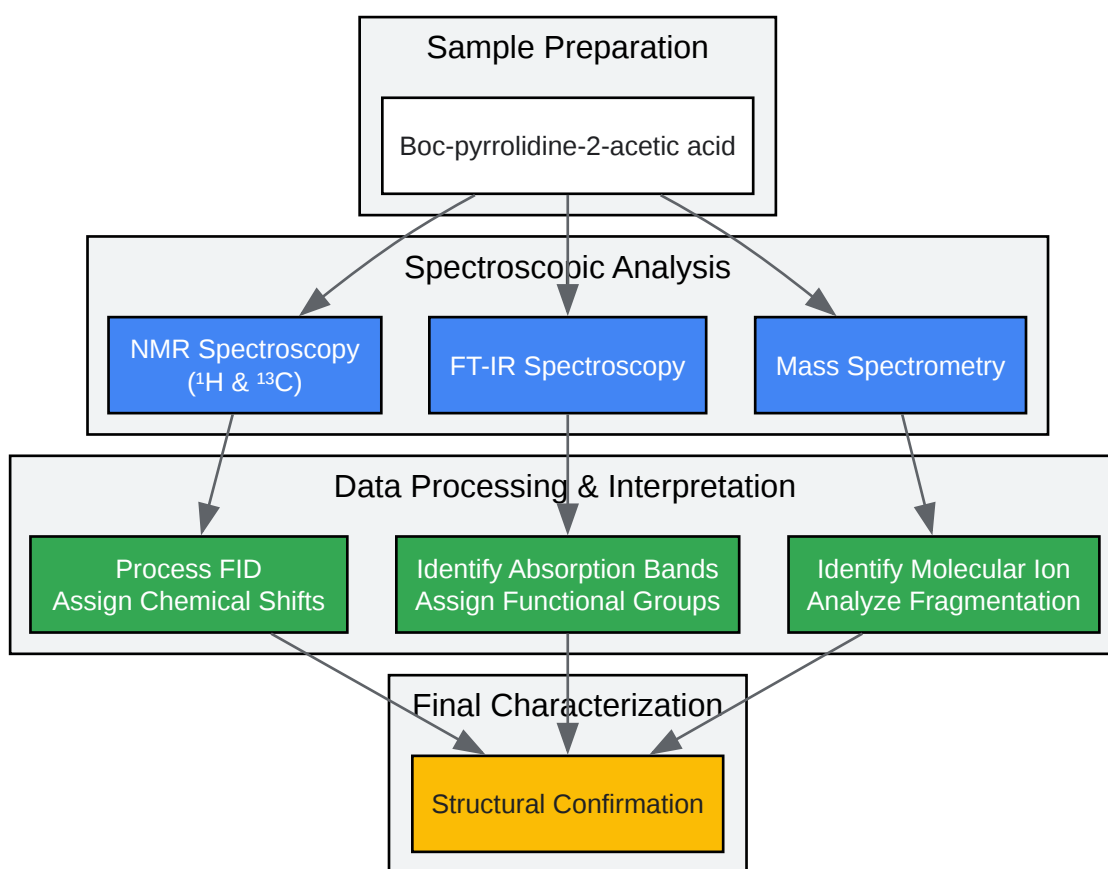 Sample Preparation
Boc-pyrrolidine-2-acetic acid
Spectroscopic Analysis
NMR Spectroscopy
(¹H & ¹³C)
FT-IR Spectroscopy
Mass Spectrometry
Data Processing & Interpretation
Process FID
Assign Chemical Shifts
Identify Absorption Bands
Assign Functional Groups
Identify Molecular Ion
Analyze Fragmentation
Final Characterization
Structural Confirmation